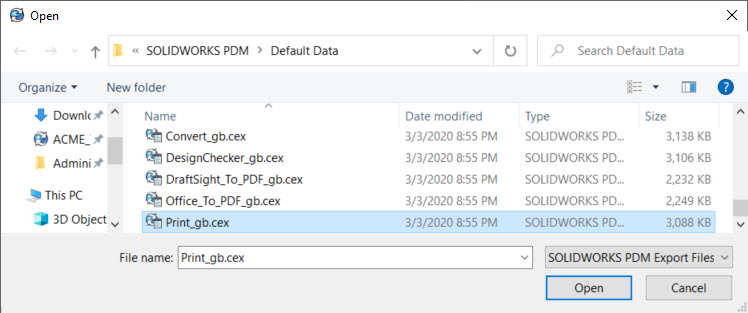 Open
« SOLIDWORKS PDM > Default Data
Search Default Data
Organize
New folder
Name Date modified Type Size
Downlo
ACME_
Admini
This PC
3D Object
Convert_gb.cex 3/3/2020 8:55 PM SOLIDWORKS PD... 3,138 KB
DesignChecker_gb.cex 3/3/2020 8:55 PM SOLIDWORKS PD... 3,106 KB
DraftSight_To_PDF_gb.cex 3/3/2020 8:55 PM SOLIDWORKS PD... 2,232 KB
Office_To_PDF_gb.cex 3/3/2020 8:55 PM SOLIDWORKS PD... 2,249 KB
Print_gb.cex 3/3/2020 8:55 PM SOLIDWORKS PD... 3,088 KB
File name: Print_gb.cex
SOLIDWORKS PDM Export Files
Open Cancel